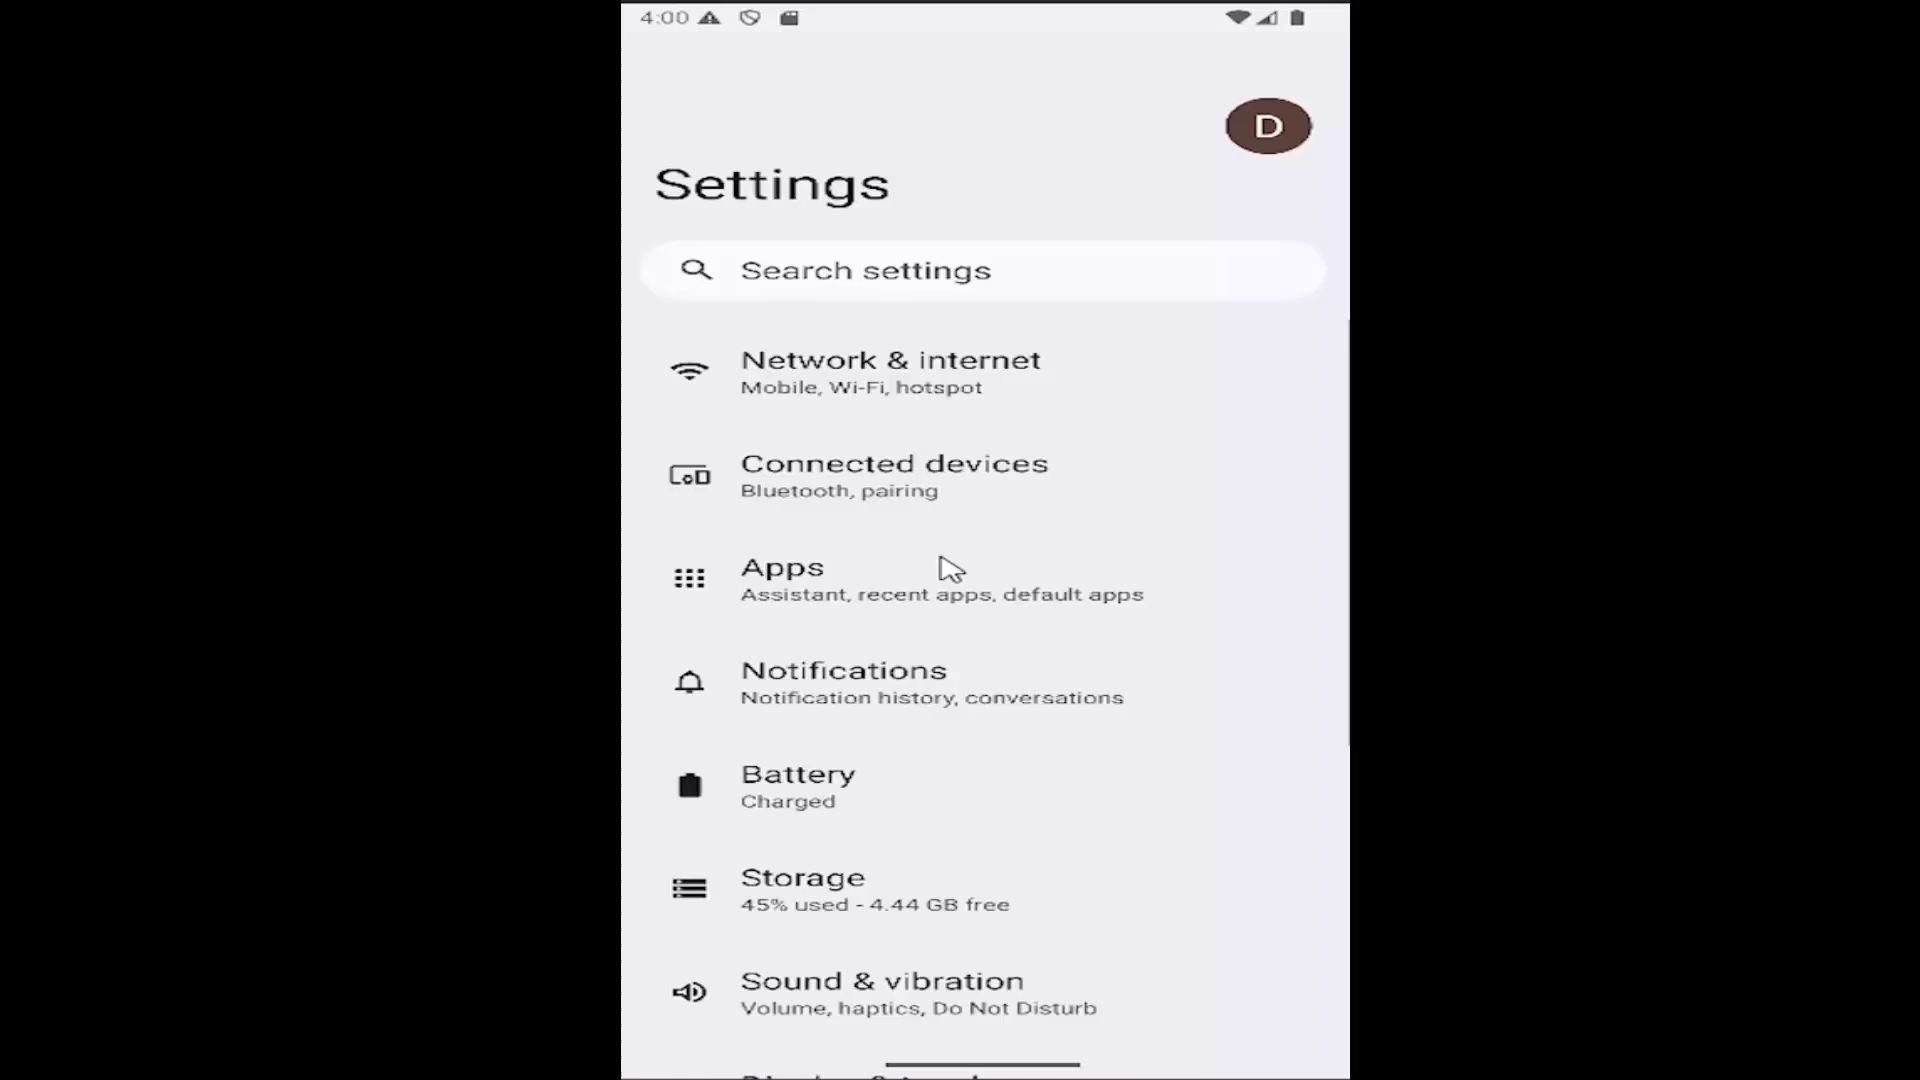 4:00
D
Settings
Search settings
Network & internet
Mobile, Wi-Fi, hotspot
Connected devices
Bluetooth, pairing
Apps
Assistant, recent apps, default apps
Notifications
Notification history, conversations
Battery
Charged
Storage
45% used - 4.44 GB free
Sound & vibration
Volume, haptics, Do Not Disturb